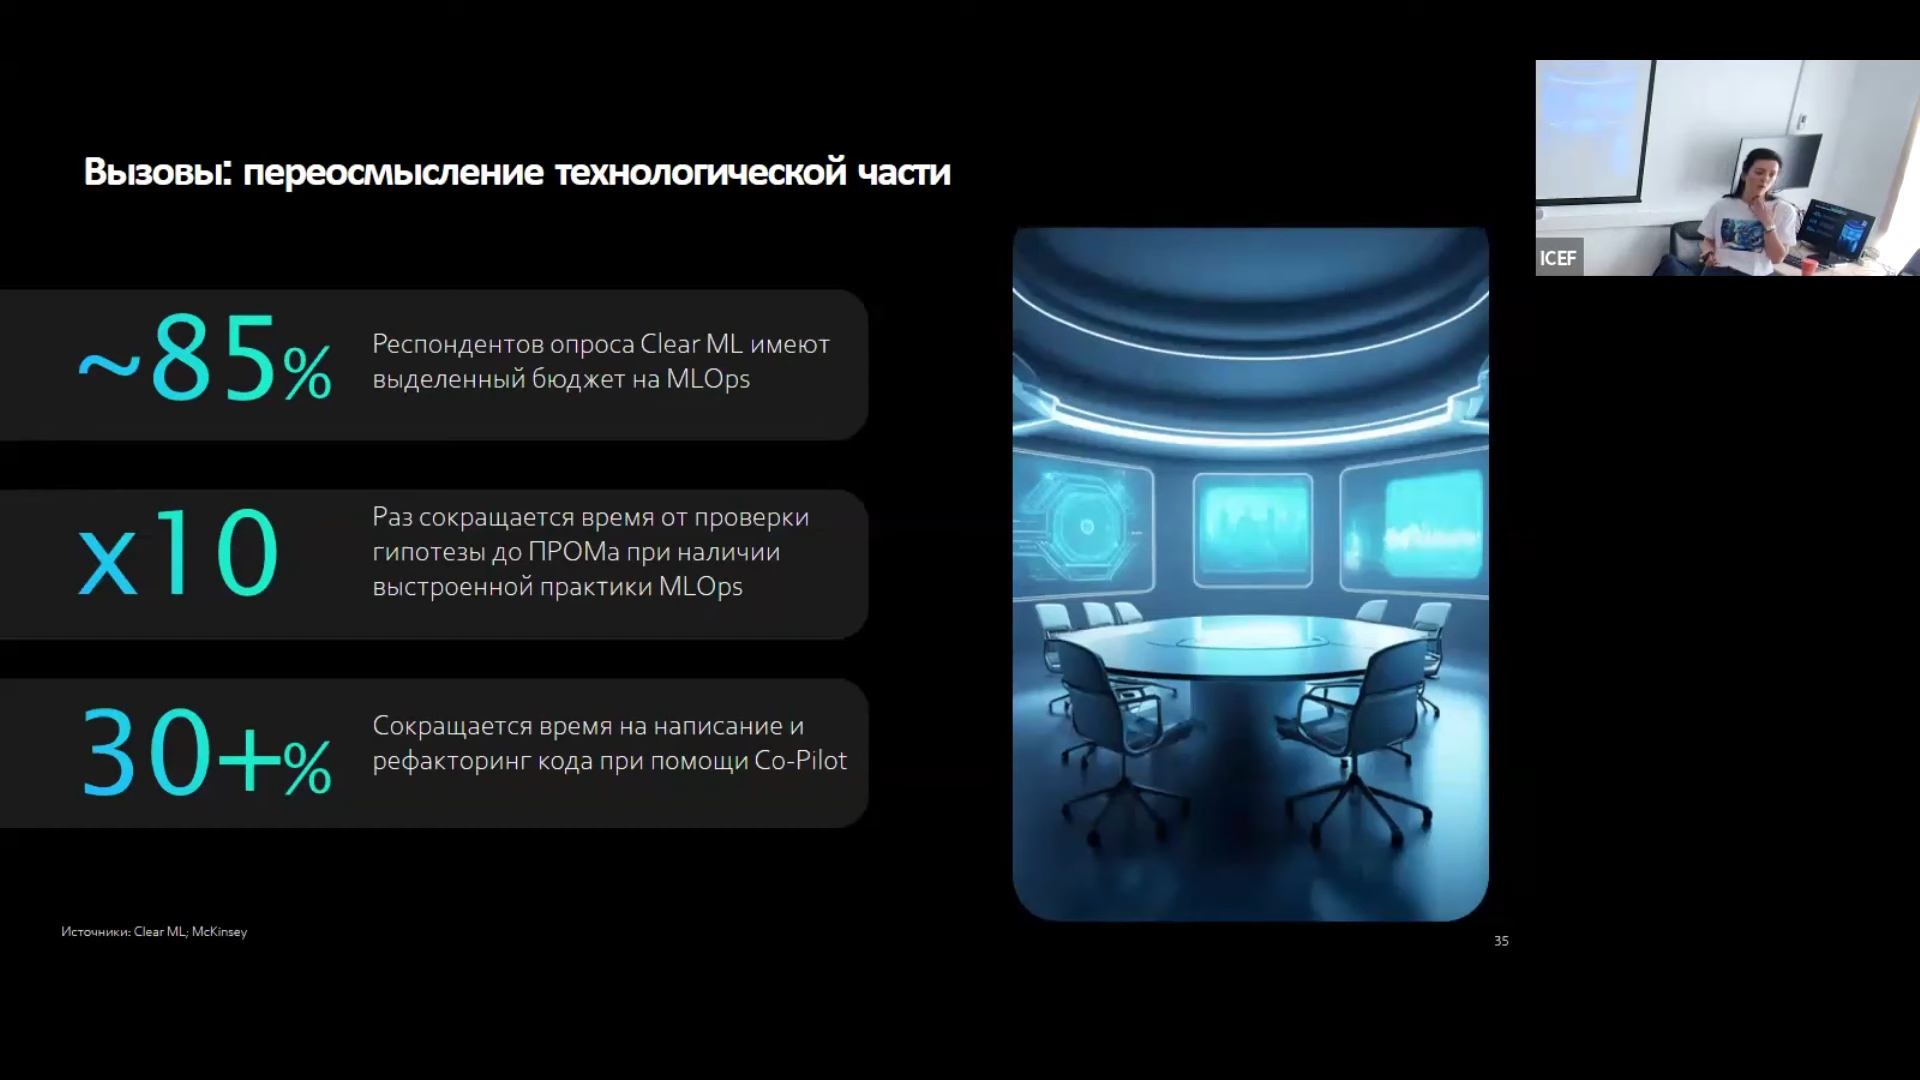 Вызовы: переосмысление технологической части
ICEF
~85%
Респондентов опроса Clear ML имеют
выделенный бюджет на MLOps
x10
Раз сокращается время от проверки
гипотезы до ПРОМа при наличии
выстроенной практики MLOps
30+%
Сокращается время на написание и
рефакторинг кода при помощи Co-Pilot
Источники: Clear ML; McKinsey
35